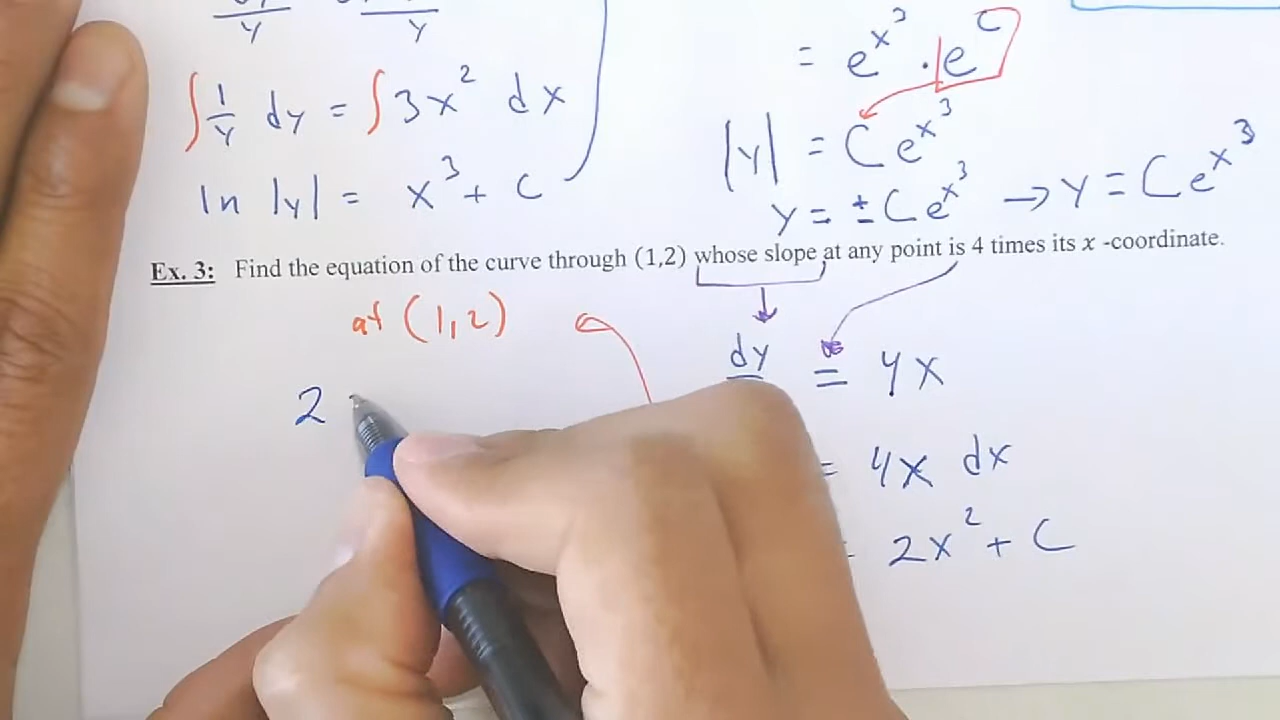 ∫ 1/y dy = ∫ 3x² dx
ln |y| = x³ + c
= e^x³ · e^c
|y| = Ce^x³
y = ± Ce^x³ → y = Ce^x³
Ex. 3: Find the equation of the curve through (1,2) whose slope at any point is 4 times its x -coordinate.
at (1,2)
2
dy = 4x
= 4x dx
2x² + C